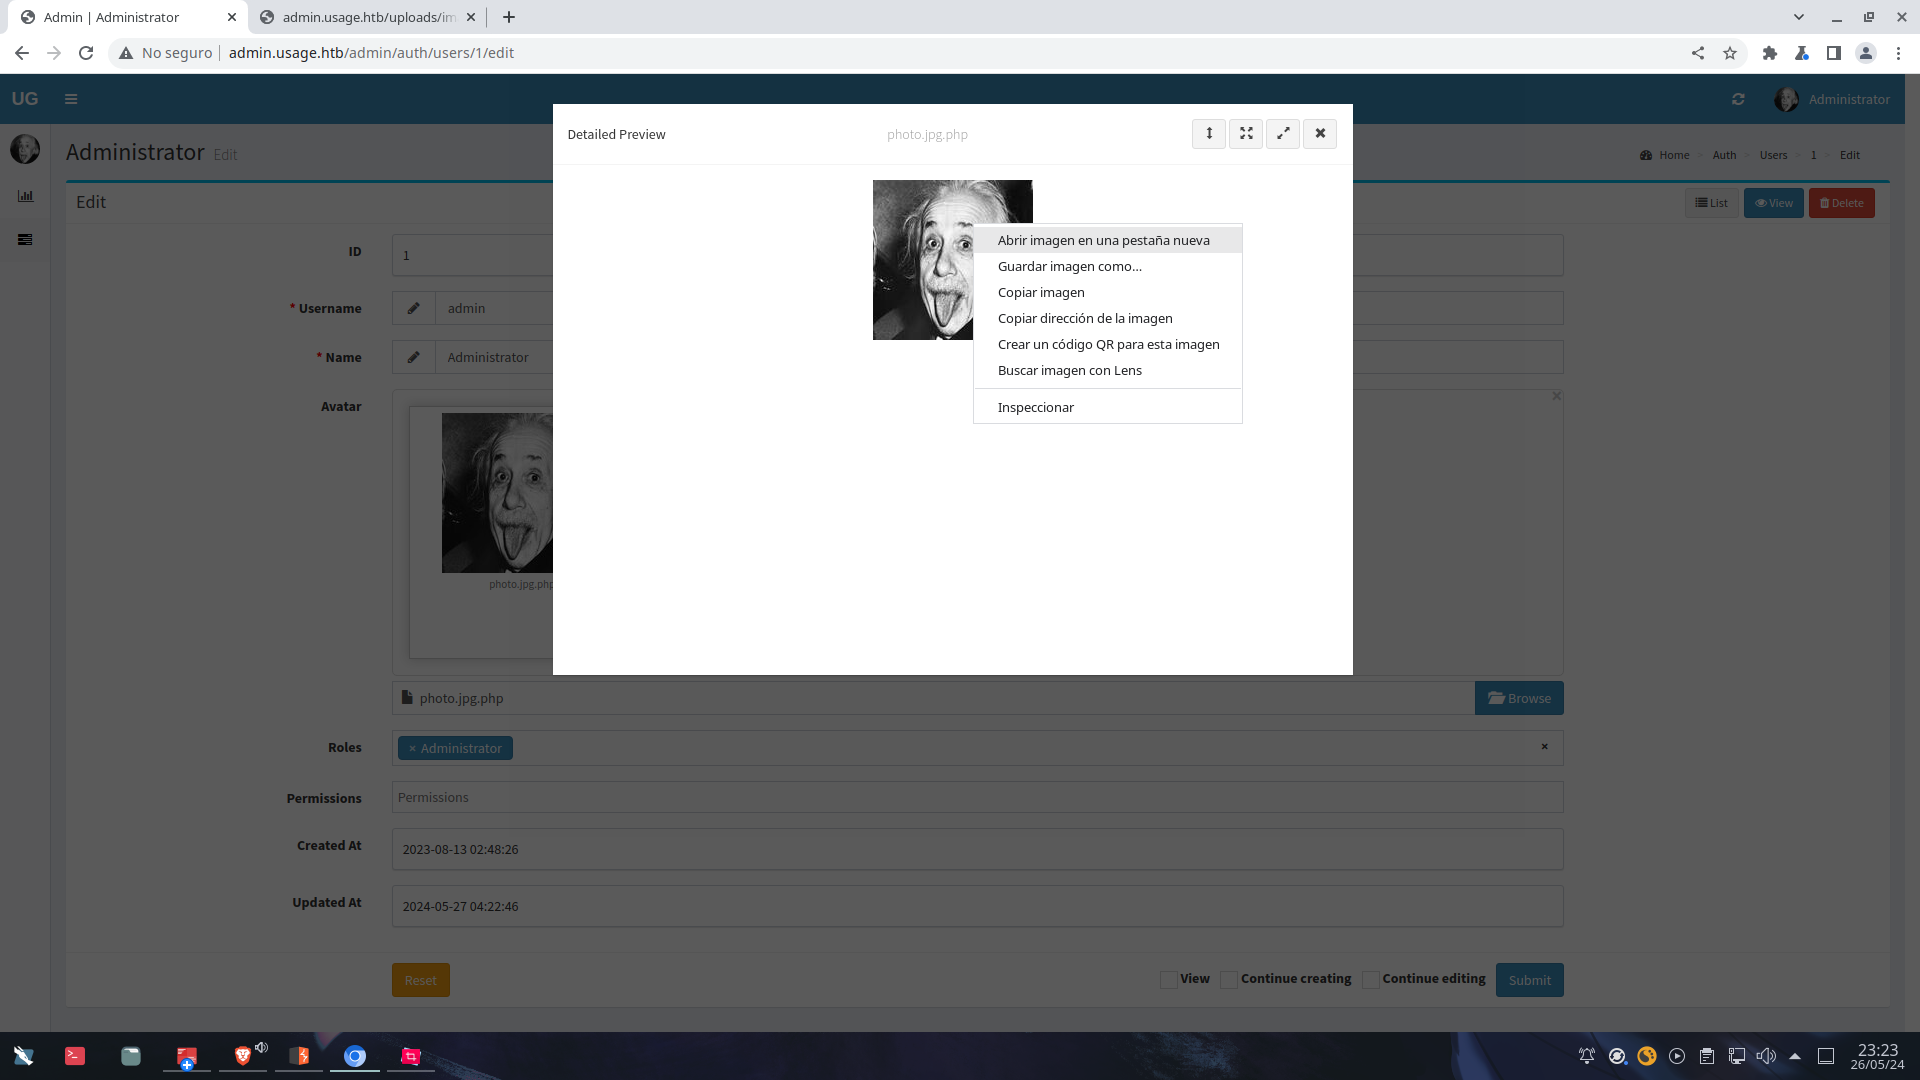 Admin | Administrator
admin.usage.htb/uploads/im
No seguro
admin.usage.htb/admin/auth/users/1/edit
UG
Administrator
Detailed Preview
photo.jpg.php
Administrator Edit
Home > Auth > Users > 1 > Edit
Edit
List
View
Delete
Abrir imagen en una pestaña nueva
Guardar imagen como...
Copiar imagen
Copiar dirección de la imagen
Crear un código QR para esta imagen
Buscar imagen con Lens
Inspeccionar
ID
1
* Username
admin
* Name
Administrator
Avatar
photo.jpg.php
photo.jpg.php
Browse
Roles
× Administrator
×
Permissions
Permissions
Created At
2023-08-13 02:48:26
Updated At
2024-05-27 04:22:46
Reset
View
Continue creating
Continue editing
Submit
23:23
26/05/24